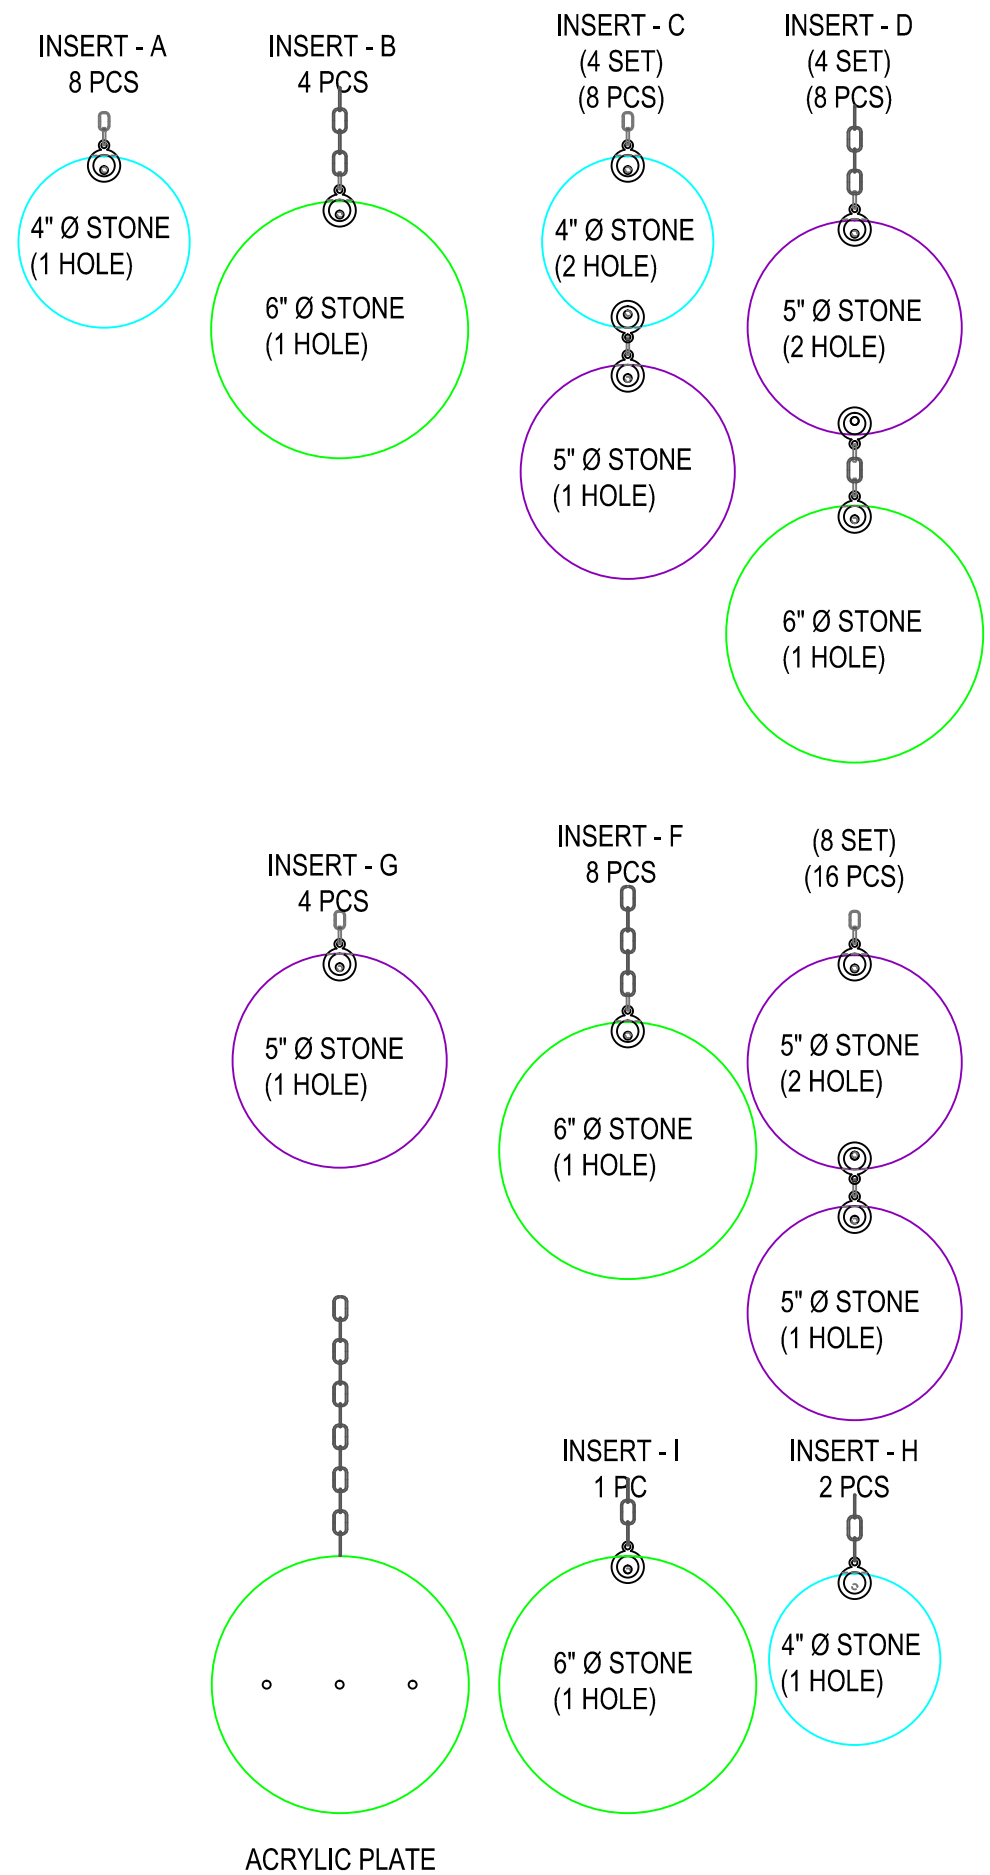 INSERT - A
8 PCS
4" Ø STONE
(1 HOLE)
INSERT - B
4 PCS
6" Ø STONE
(1 HOLE)
INSERT - C
(4 SET)
(8 PCS)
4" Ø STONE
(2 HOLE)
5" Ø STONE
(1 HOLE)
INSERT - D
(4 SET)
(8 PCS)
5" Ø STONE
(2 HOLE)
6" Ø STONE
(1 HOLE)
INSERT - G
4 PCS
5" Ø STONE
(1 HOLE)
INSERT - F
8 PCS
6" Ø STONE
(1 HOLE)
(8 SET)
(16 PCS)
5" Ø STONE
(2 HOLE)
5" Ø STONE
(1 HOLE)
ACRYLIC PLATE
INSERT - I
1 PC
6" Ø STONE
(1 HOLE)
INSERT - H
2 PCS
4" Ø STONE
(1 HOLE)